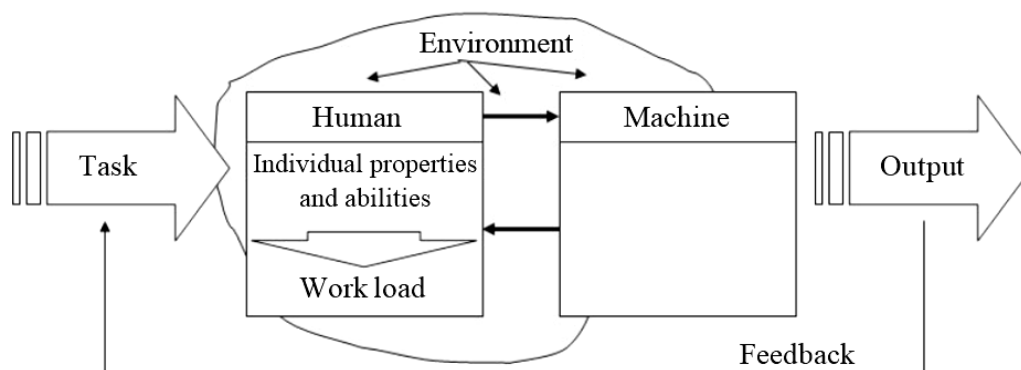 Environment
Human
Machine
Task
Individual properties
and abilities
Output
Work load
Feedback